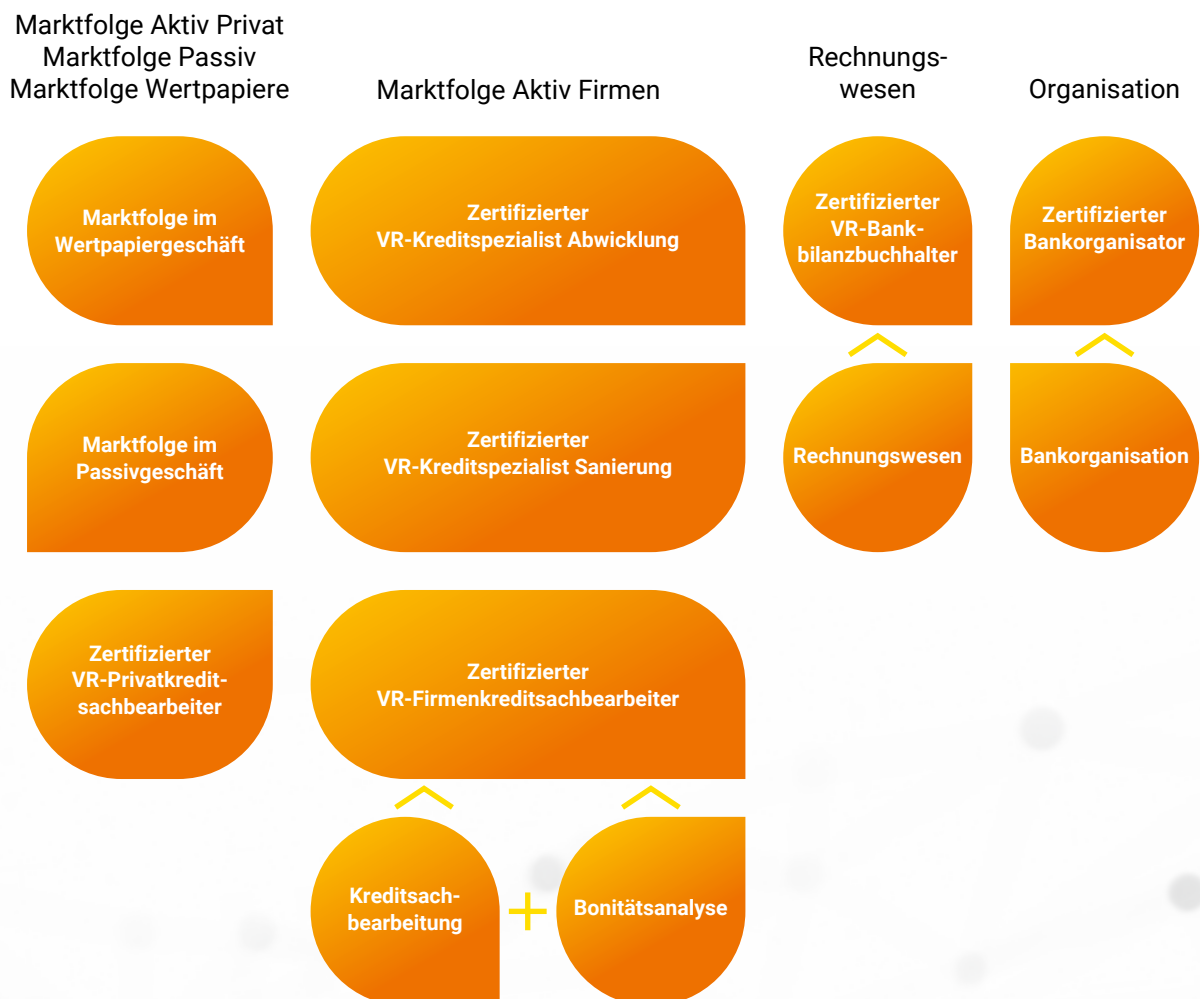 Marktfolge Aktiv Privat
Marktfolge Passiv
Marktfolge Wertpapiere
Marktfolge Aktiv Firmen
Rechnungs-
wesen
Organisation
Marktfolge im
Wertpapiergeschäft
Zertifizierter
VR-Kreditspezialist Abwicklung
Zertifizierter
VR-Bank-
bilanzbuchhalter
Zertifizierter
Bankorganisator
Marktfolge im
Passivgeschäft
Zertifizierter
VR-Kreditspezialist Sanierung
Rechnungswesen
Bankorganisation
Zertifizierter
VR-Privatkredit-
sachbearbeiter
Zertifizierter
VR-Firmenkreditsachbearbeiter
Kreditsach-
bearbeitung
+
Bonitätsanalyse